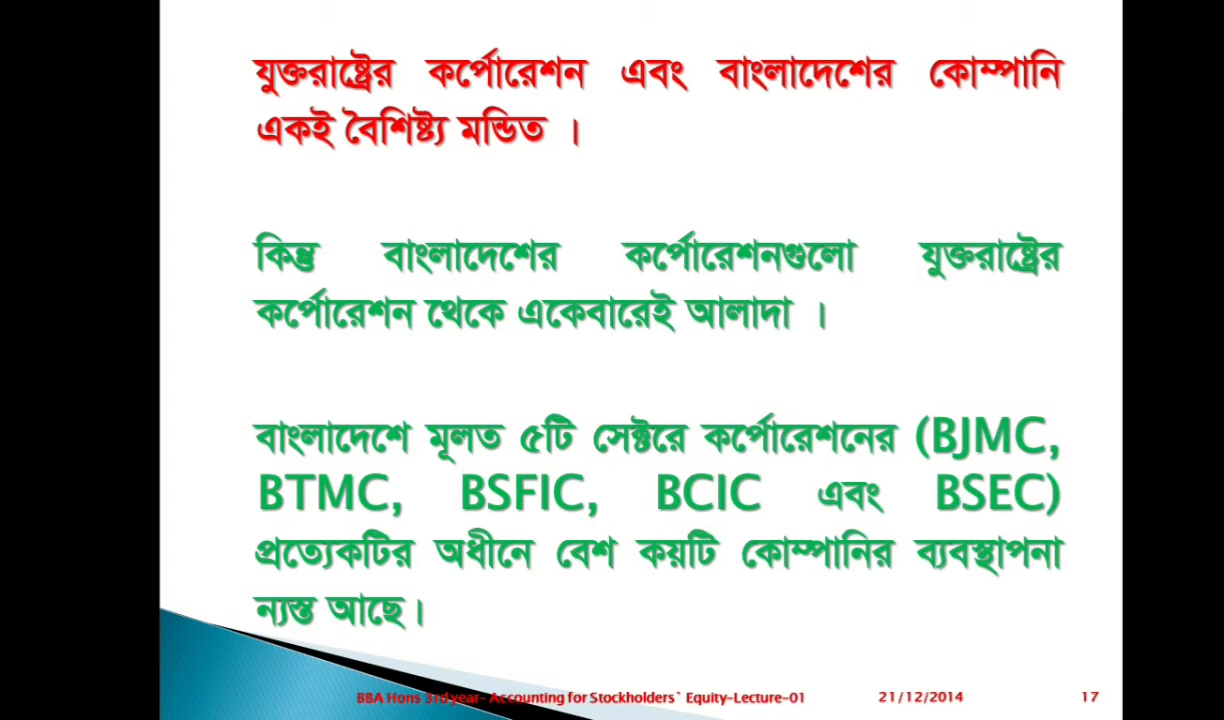 যুক্তরাষ্ট্রের কর্পোরেশন এবং বাংলাদেশের কোম্পানি
একই বৈশিষ্ট্য মন্ডিত ।
কিন্তু বাংলাদেশের কর্পোরেশনগুলো যুক্তরাষ্ট্রের
কর্পোরেশন থেকে একেবারেই আলাদা ।
বাংলাদেশে মূলত ৫টি সেক্টরে কর্পোরেশনের (BJMC,
BTMC, BSFIC, BCIC এবং BSEC)
প্রত্যেকটির অধীনে বেশ কয়টি কোম্পানির ব্যবস্থাপনা
ন্যস্ত আছে।
BBA Hons 3rd year- Accounting for Stockholders` Equity-Lecture-01 21/12/2014 17